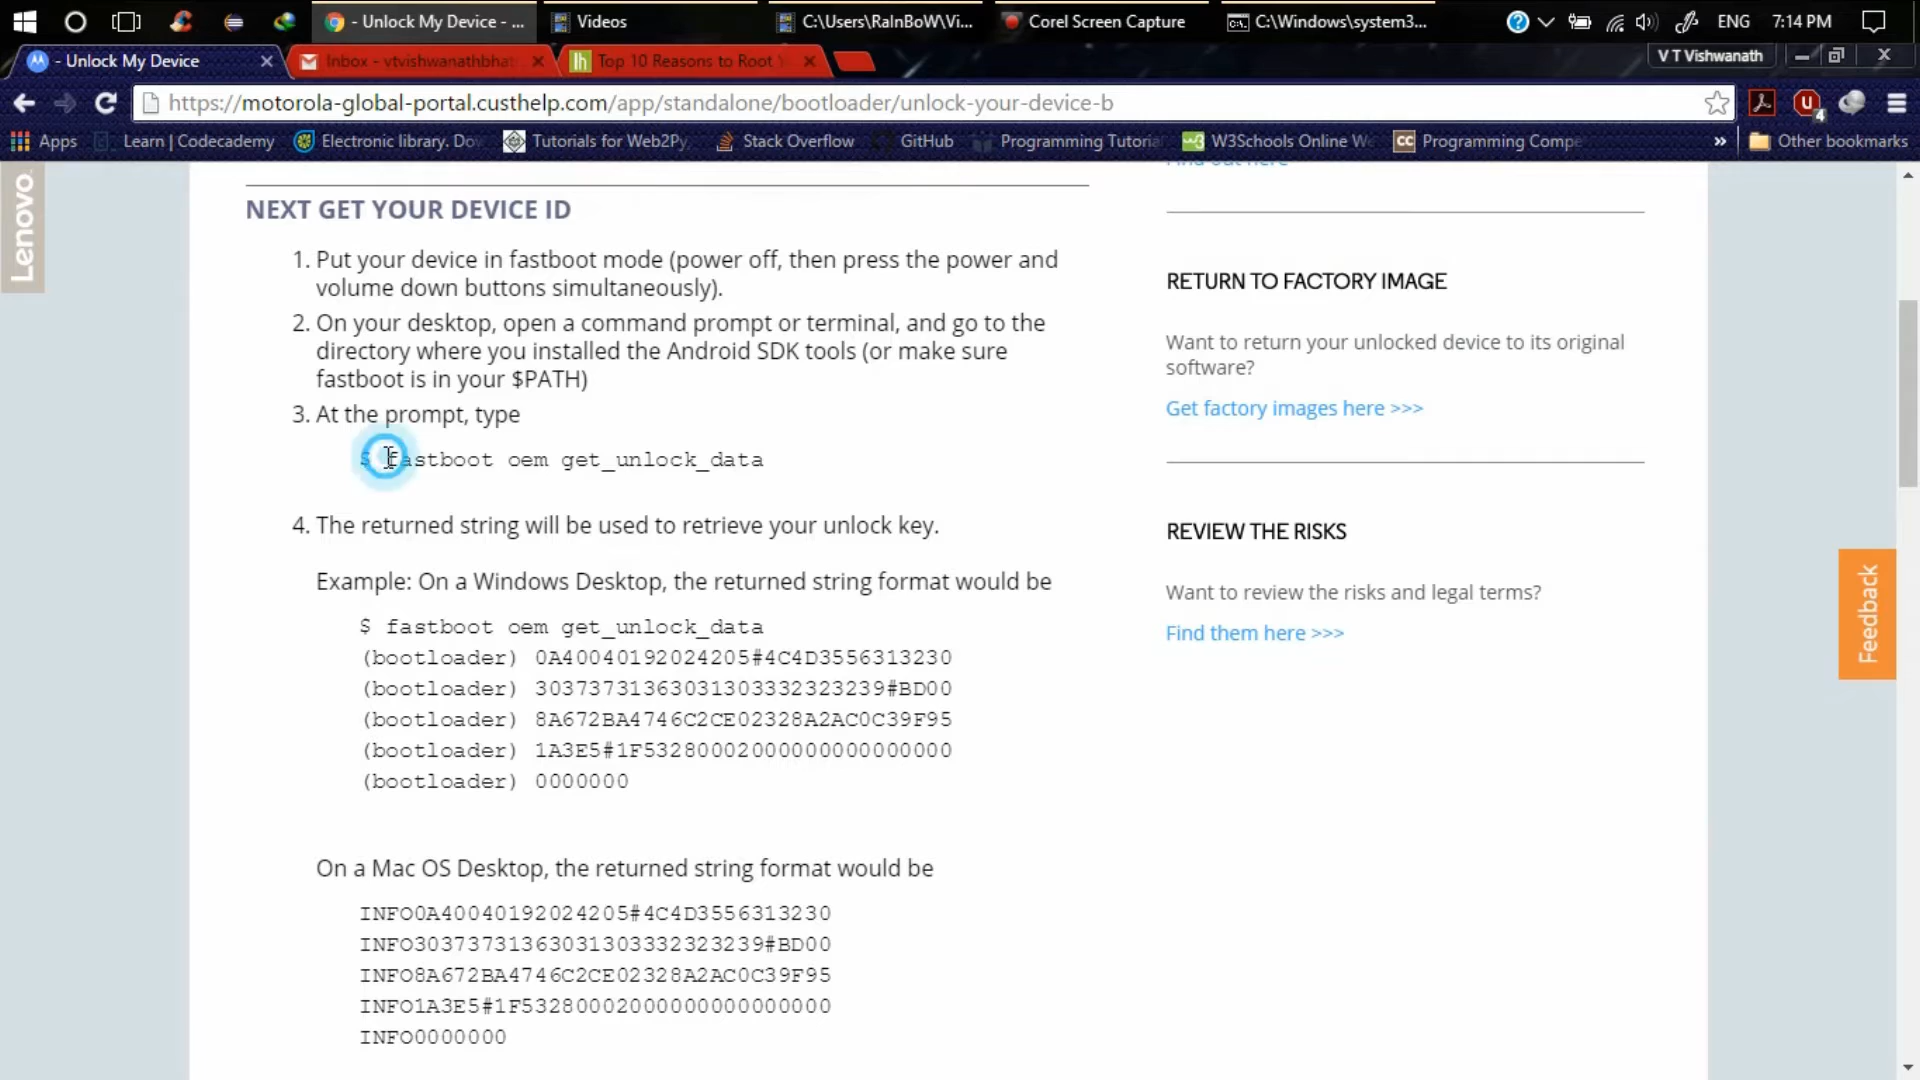 - Unlock My Device - ...
Videos
C:\Users\RaInBoW\Vi...
Corel Screen Capture
C:\Windows\system3...
ENG
7:14 PM
- Unlock My Device
Inbox - vtvishwanathbhat
Top 10 Reasons to Root
V T Vishwanath
https://motorola-global-portal.custhelp.com/app/standalone/bootloader/unlock-your-device-b
4
Apps
Learn | Codecademy
Electronic library. Do
Tutorials for Web2Py,
Stack Overflow
GitHub
Programming Tutoria
W3Schools Online We
Programming Compe
»
Other bookmarks
Lenovo
Find out here
NEXT GET YOUR DEVICE ID
1. Put your device in fastboot mode (power off, then press the power and
volume down buttons simultaneously).
2. On your desktop, open a command prompt or terminal, and go to the
directory where you installed the Android SDK tools (or make sure
fastboot is in your $PATH)
3. At the prompt, type
$ fastboot oem get_unlock_data
4. The returned string will be used to retrieve your unlock key.
Example: On a Windows Desktop, the returned string format would be
$ fastboot oem get_unlock_data
(bootloader) 0A40040192024205#4C4D3556313230
(bootloader) 30373731363031303332323239#BD00
(bootloader) 8A672BA4746C2CE02328A2AC0C39F95
(bootloader) 1A3E5#1F53280002000000000000000
(bootloader) 0000000
On a Mac OS Desktop, the returned string format would be
INFO0A40040192024205#4C4D3556313230
INFO30373731363031303332323239#BD00
INFO8A672BA4746C2CE02328A2AC0C39F95
INFO1A3E5#1F53280002000000000000000
INFO0000000
RETURN TO FACTORY IMAGE
Want to return your unlocked device to its original
software?
Get factory images here >>>
REVIEW THE RISKS
Want to review the risks and legal terms?
Find them here >>>
Feedback